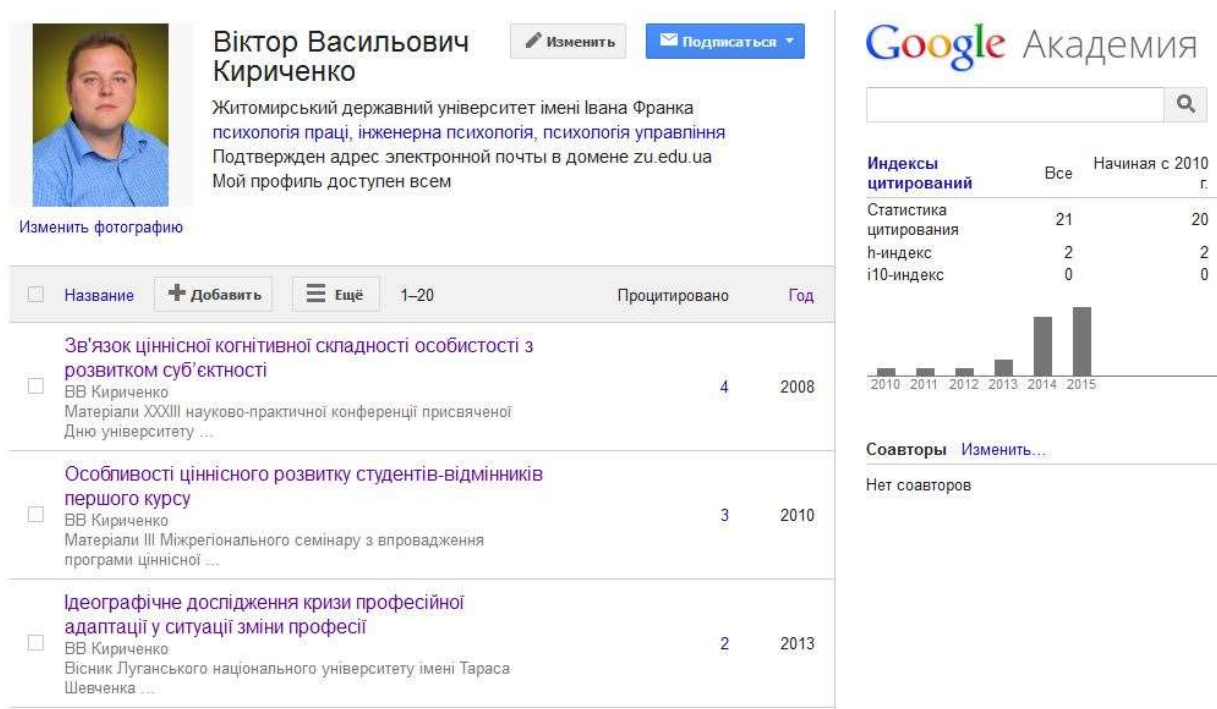 Віктор Васильович
Кириченко
Изменить
Подписаться
Житомирський державний університет імені Івана Франка
психологія праці, інженерна психологія, психологія управління
Подтвержден адрес электронной почты в домене zu.edu.ua
Мой профиль доступен всем
Изменить фотографию
Название
Добавить
Ещё
1–20
Процитировано
Год
Зв'язок ціннісної когнітивної складності особистості з
розвитком суб’єктності
ВВ Кириченко
Матеріали XXXIII науково-практичної конференції присвяченої
Дню університету ...
4
2008
Особливості ціннісного розвитку студентів-відмінників
першого курсу
ВВ Кириченко
Матеріали III Міжрегіонального семінару з впровадження
програми ціннісної ...
3
2010
Ідеографічне дослідження кризи професійної
адаптації у ситуації зміни професії
ВВ Кириченко
Вісник Луганського національного університету імені Тараса
Шевченка ...
2
2013
Google Академия
Индексы
цитирований
Все
Начиная с 2010
г.
Статистика
цитирования
21
20
h-индекс
2
2
i10-индекс
0
0
2010 2011 2012 2013 2014 2015
Соавторы Изменить...
Нет соавторов